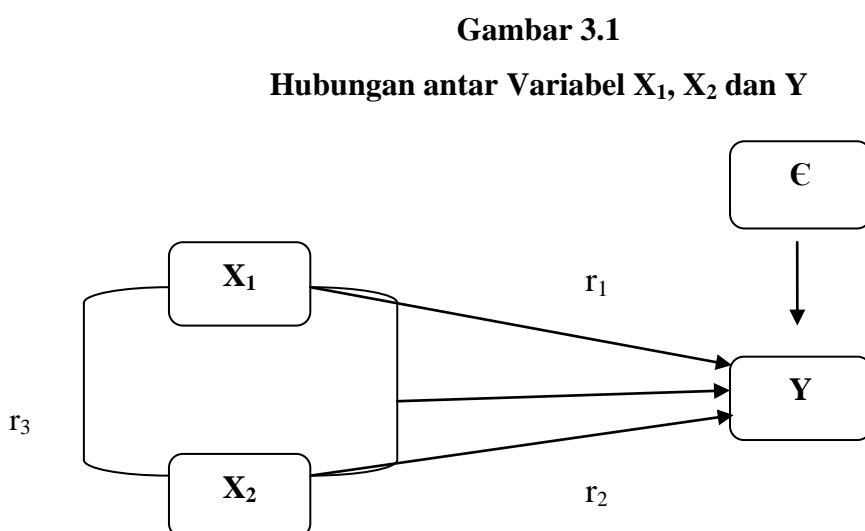 Gambar 3.1
Hubungan antar Variabel X₁, X₂ dan Y
Є
X₁
r₁
Y
r₃
X₂
r₂